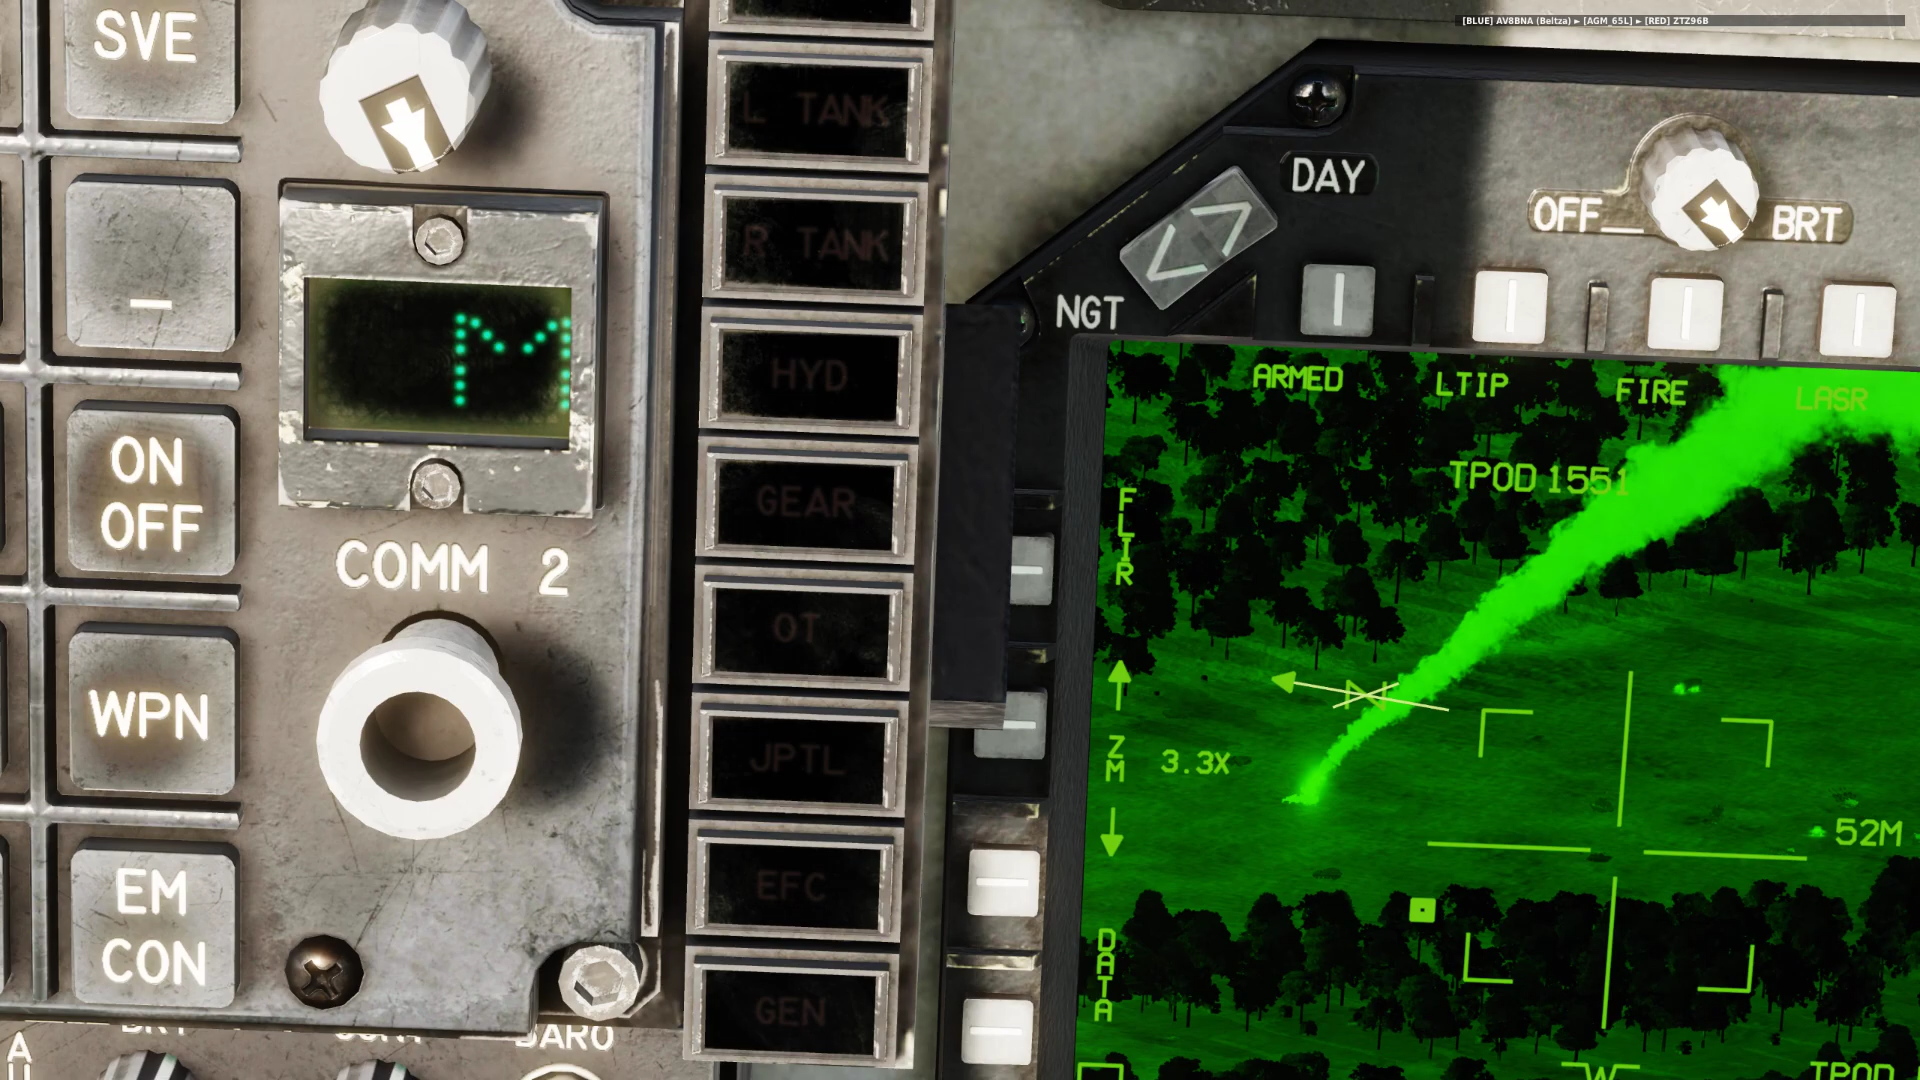 [BLUE] AV8BNA (Beltza) ► [AGM_65L] ► [RED] ZTZ96B
SVE
–
ON
OFF
WPN
EM
CON
M
COMM 2
BARO
L TANK
R TANK
HYD
GEAR
OT
JPTL
EFC
GEN
DAY
NGT
OFF
BRT
ARMED
LTIP
FIRE
LASR
TPOD 1551
FLIR
ZM
3.3X
52M
DATA
W
TPOD